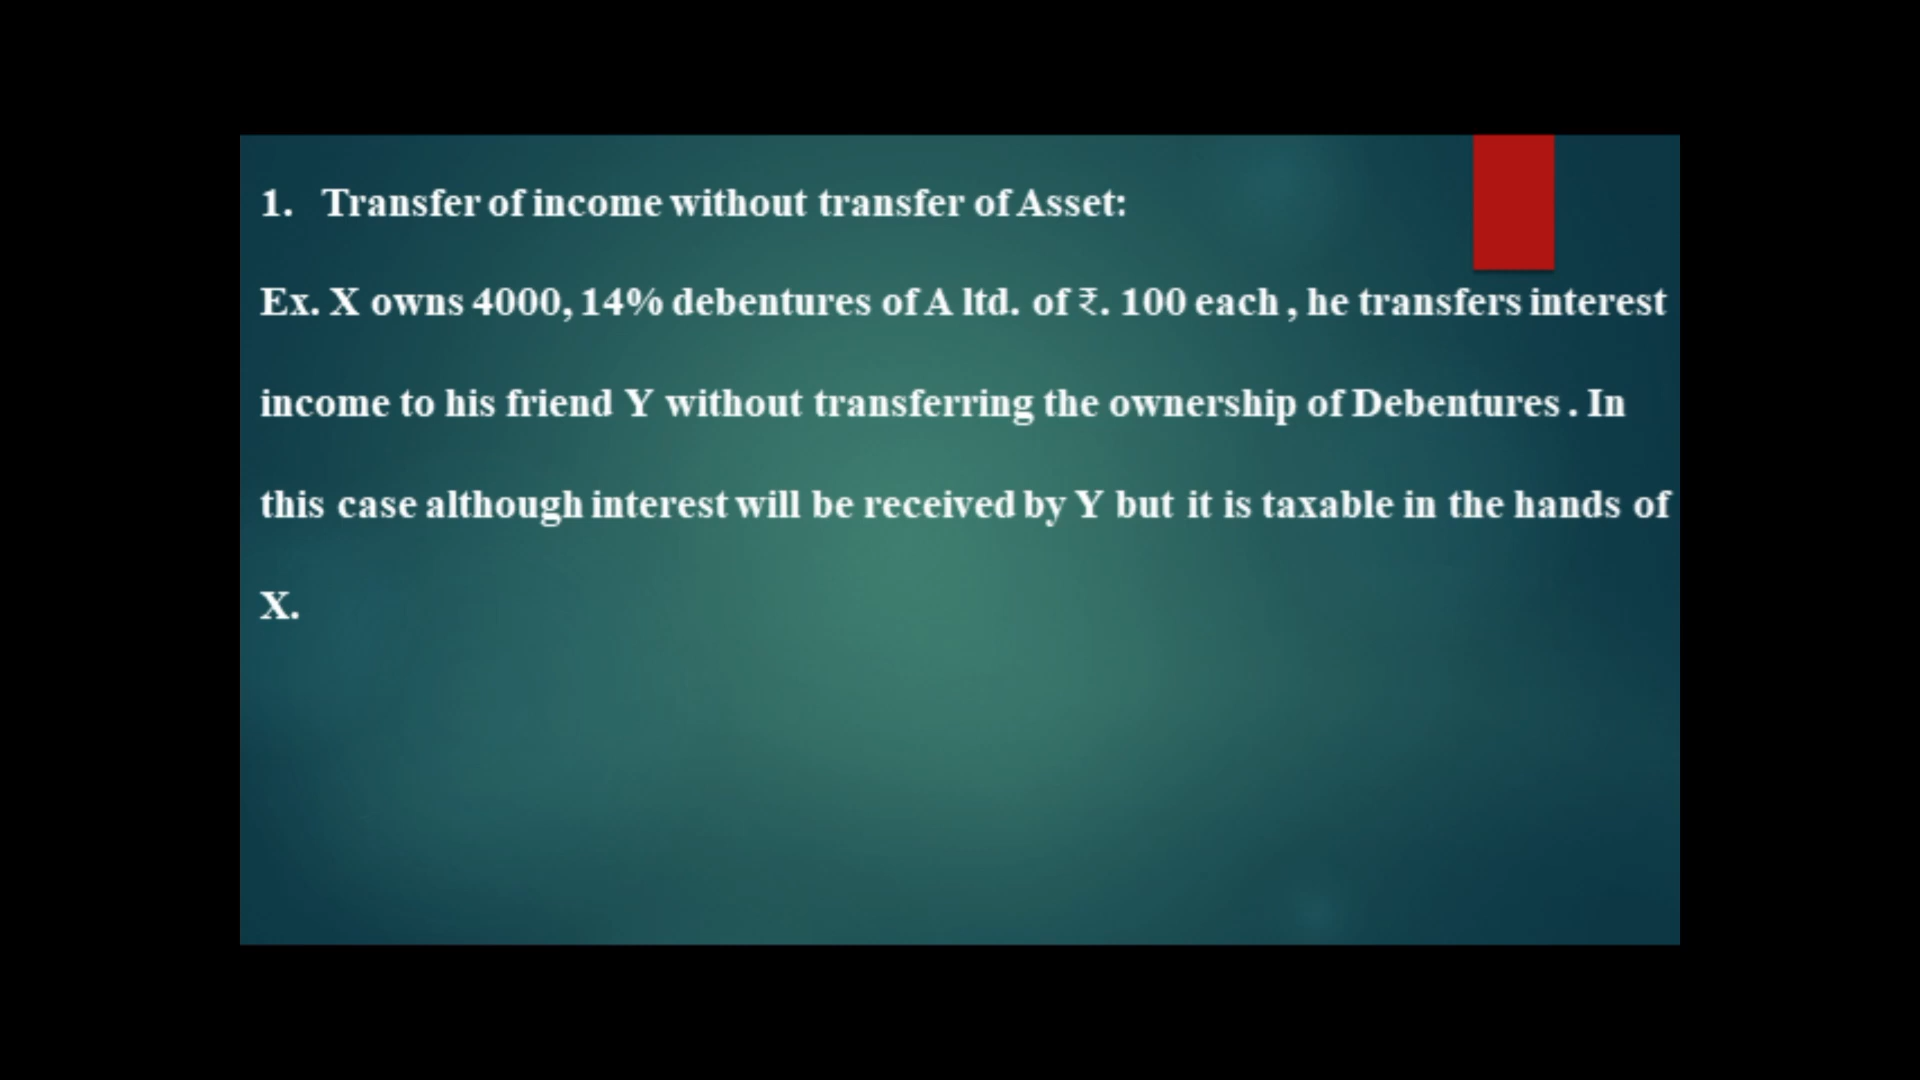 1. Transfer of income without transfer of Asset:
Ex. X owns 4000, 14% debentures of A ltd. of ₹. 100 each , he transfers interest
income to his friend Y without transferring the ownership of Debentures . In
this case although interest will be received by Y but it is taxable in the hands of
X.